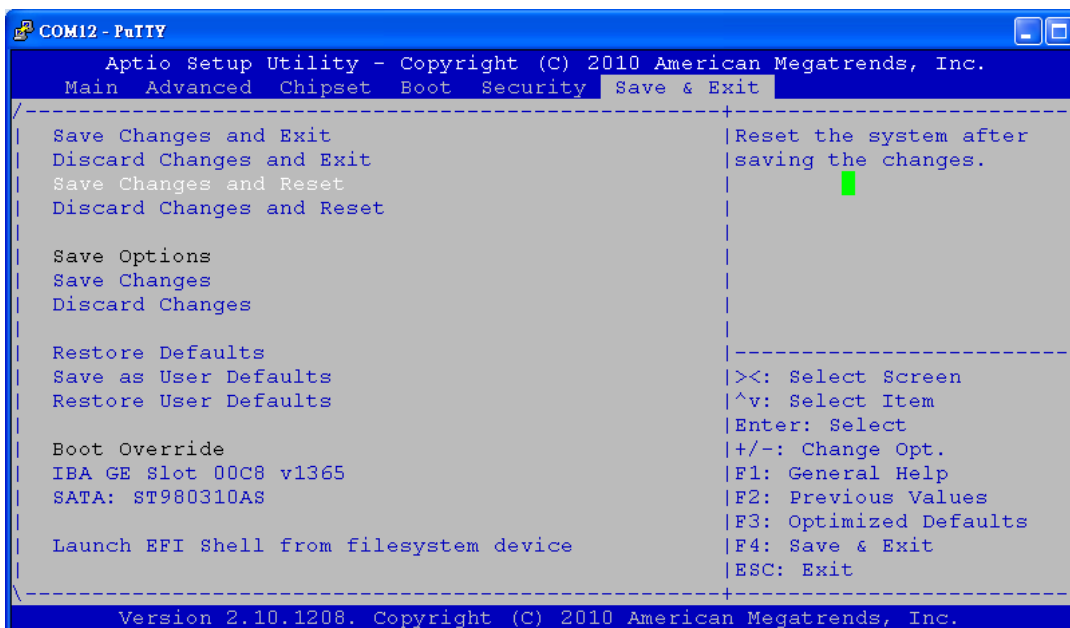 COM12 - PuTTY
Aptio Setup Utility - Copyright (C) 2010 American Megatrends, Inc.
Main Advanced Chipset Boot Security Save & Exit
Save Changes and Exit
Discard Changes and Exit
Save Changes and Reset
Discard Changes and Reset
Save Options
Save Changes
Discard Changes
Restore Defaults
Save as User Defaults
Restore User Defaults
Boot Override
IBA GE Slot 00C8 v1365
SATA: ST980310AS
Launch EFI Shell from filesystem device
Reset the system after
saving the changes.
><: Select Screen
^v: Select Item
Enter: Select
+/-: Change Opt.
F1: General Help
F2: Previous Values
F3: Optimized Defaults
F4: Save & Exit
ESC: Exit
Version 2.10.1208. Copyright (C) 2010 American Megatrends, Inc.